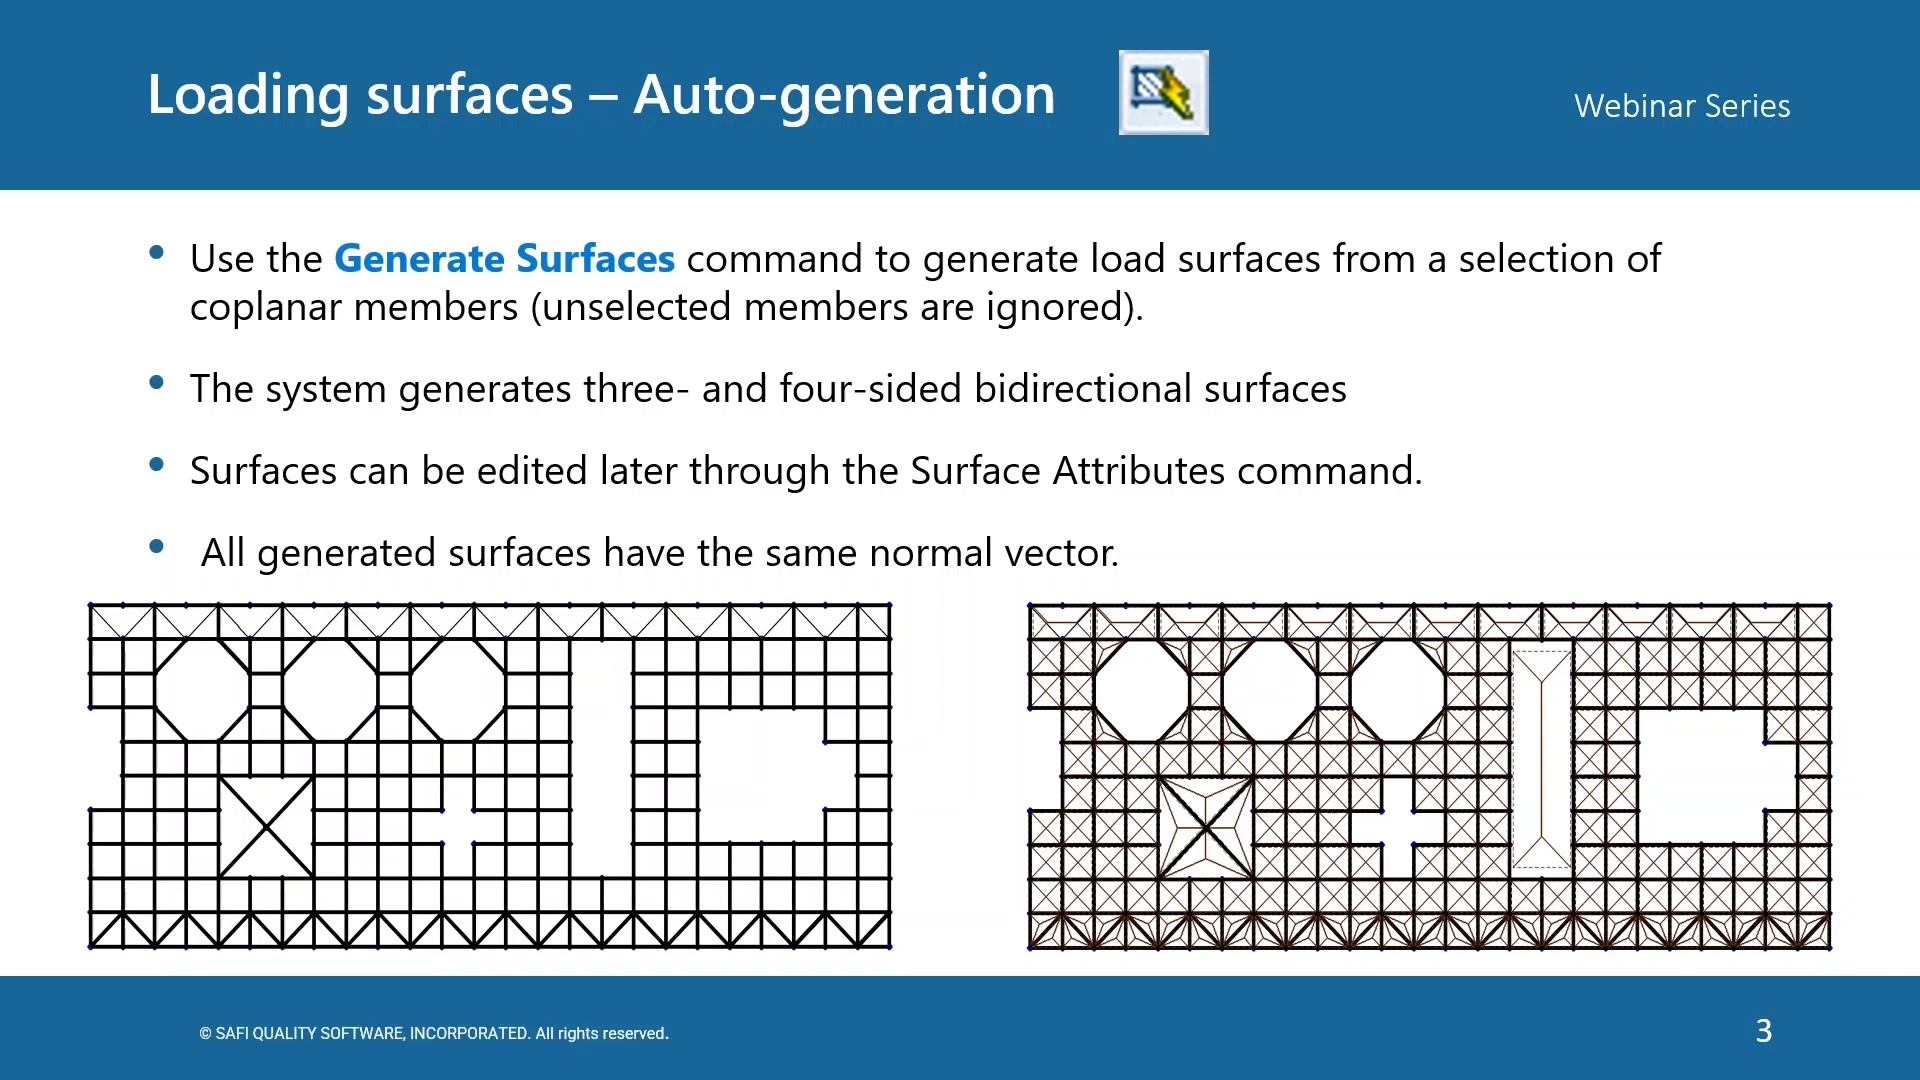 Loading surfaces – Auto-generation
Webinar Series
• Use the Generate Surfaces command to generate load surfaces from a selection of
coplanar members (unselected members are ignored).
• The system generates three- and four-sided bidirectional surfaces
• Surfaces can be edited later through the Surface Attributes command.
• All generated surfaces have the same normal vector.
© SAFI QUALITY SOFTWARE, INCORPORATED. All rights reserved.
3